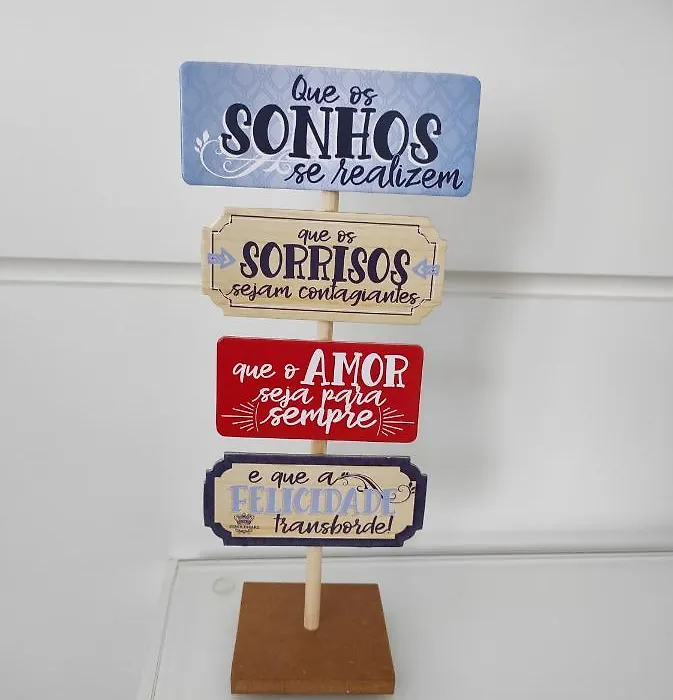 Que os
SONHOS
se realizem
que os
SORRISOS
sejam contagiantes
que o AMOR
seja para
sempre
e que a
FELICIDADE
transborde!